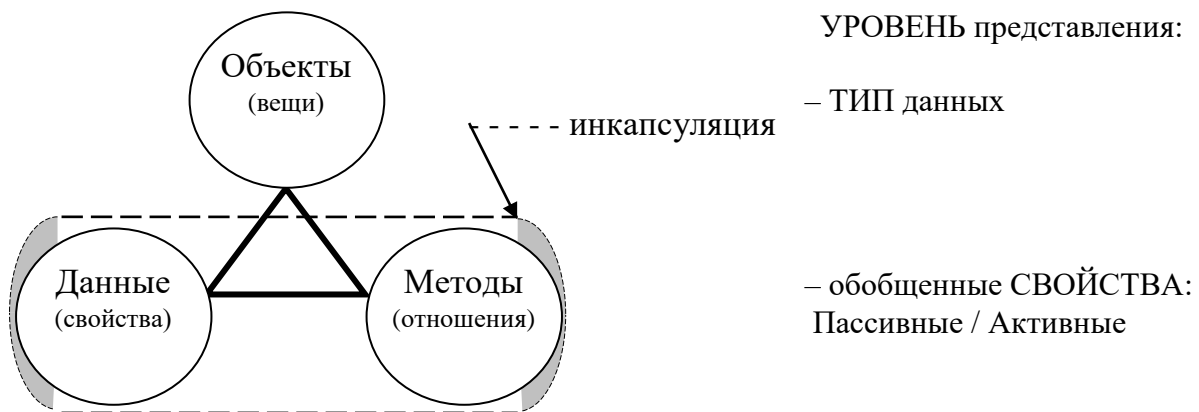 УРОВЕНЬ представления:
Объекты
(вещи)
– ТИП данных
инкапсуляция
Данные
(свойства)
Методы
(отношения)
– обобщенные СВОЙСТВА:
Пассивные / Активные